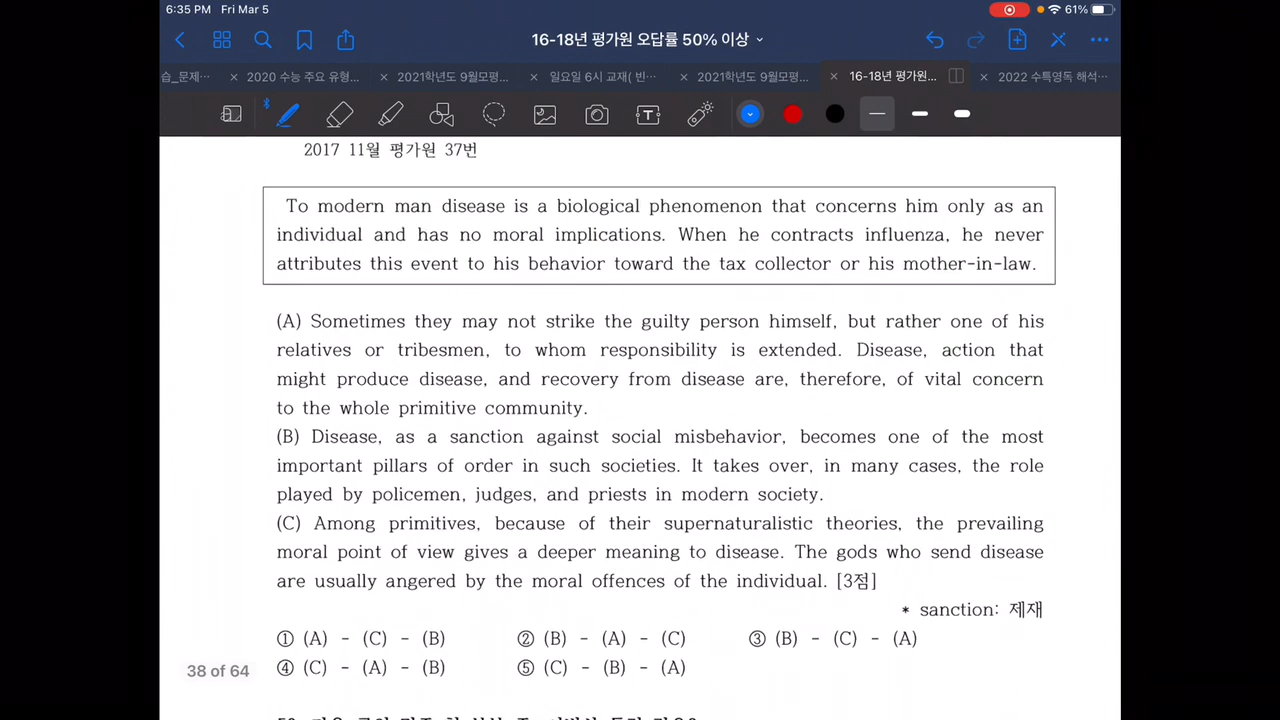 6:35 PM Fri Mar 5
61%
16-18년 평가원 오답률 50% 이상
습_문제…
2020 수능 주요 유형…
2021학년도 9월모평…
일요일 6시 교재( 빈…
2021학년도 9월모평…
16-18년 평가원…
2022 수특영독 해석…
2017 11월 평가원 37번
To modern man disease is a biological phenomenon that concerns him only as an
individual and has no moral implications. When he contracts influenza, he never
attributes this event to his behavior toward the tax collector or his mother-in-law.
(A) Sometimes they may not strike the guilty person himself, but rather one of his
relatives or tribesmen, to whom responsibility is extended. Disease, action that
might produce disease, and recovery from disease are, therefore, of vital concern
to the whole primitive community.
(B) Disease, as a sanction against social misbehavior, becomes one of the most
important pillars of order in such societies. It takes over, in many cases, the role
played by policemen, judges, and priests in modern society.
(C) Among primitives, because of their supernaturalistic theories, the prevailing
moral point of view gives a deeper meaning to disease. The gods who send disease
are usually angered by the moral offences of the individual. [3점]
* sanction: 제재
① (A) - (C) - (B) ② (B) - (A) - (C) ③ (B) - (C) - (A)
④ (C) - (A) - (B) ⑤ (C) - (B) - (A)
38 of 64